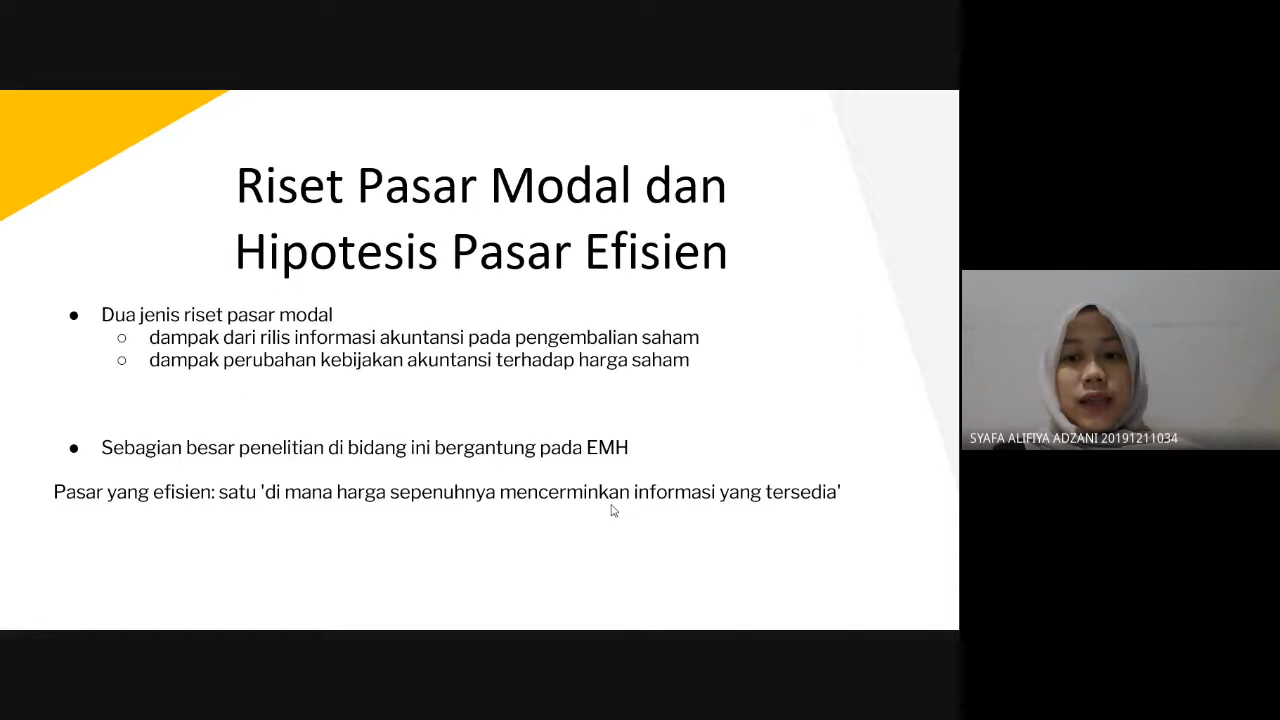 Riset Pasar Modal dan
Hipotesis Pasar Efisien
● Dua jenis riset pasar modal
○ dampak dari rilis informasi akuntansi pada pengembalian saham
○ dampak perubahan kebijakan akuntansi terhadap harga saham
● Sebagian besar penelitian di bidang ini bergantung pada EMH
Pasar yang efisien: satu 'di mana harga sepenuhnya mencerminkan informasi yang tersedia'
SYAFA ALIFIYA ADZANI 20191211034